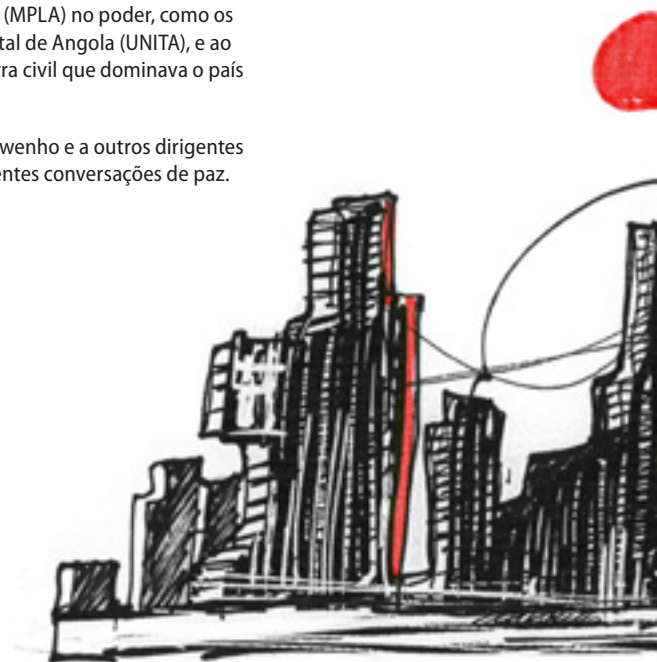 (MPLA) no poder, como os
tal de Angola (UNITA), e ao
ra civil que dominava o país
wenho e a outros dirigentes
entes conversações de paz.